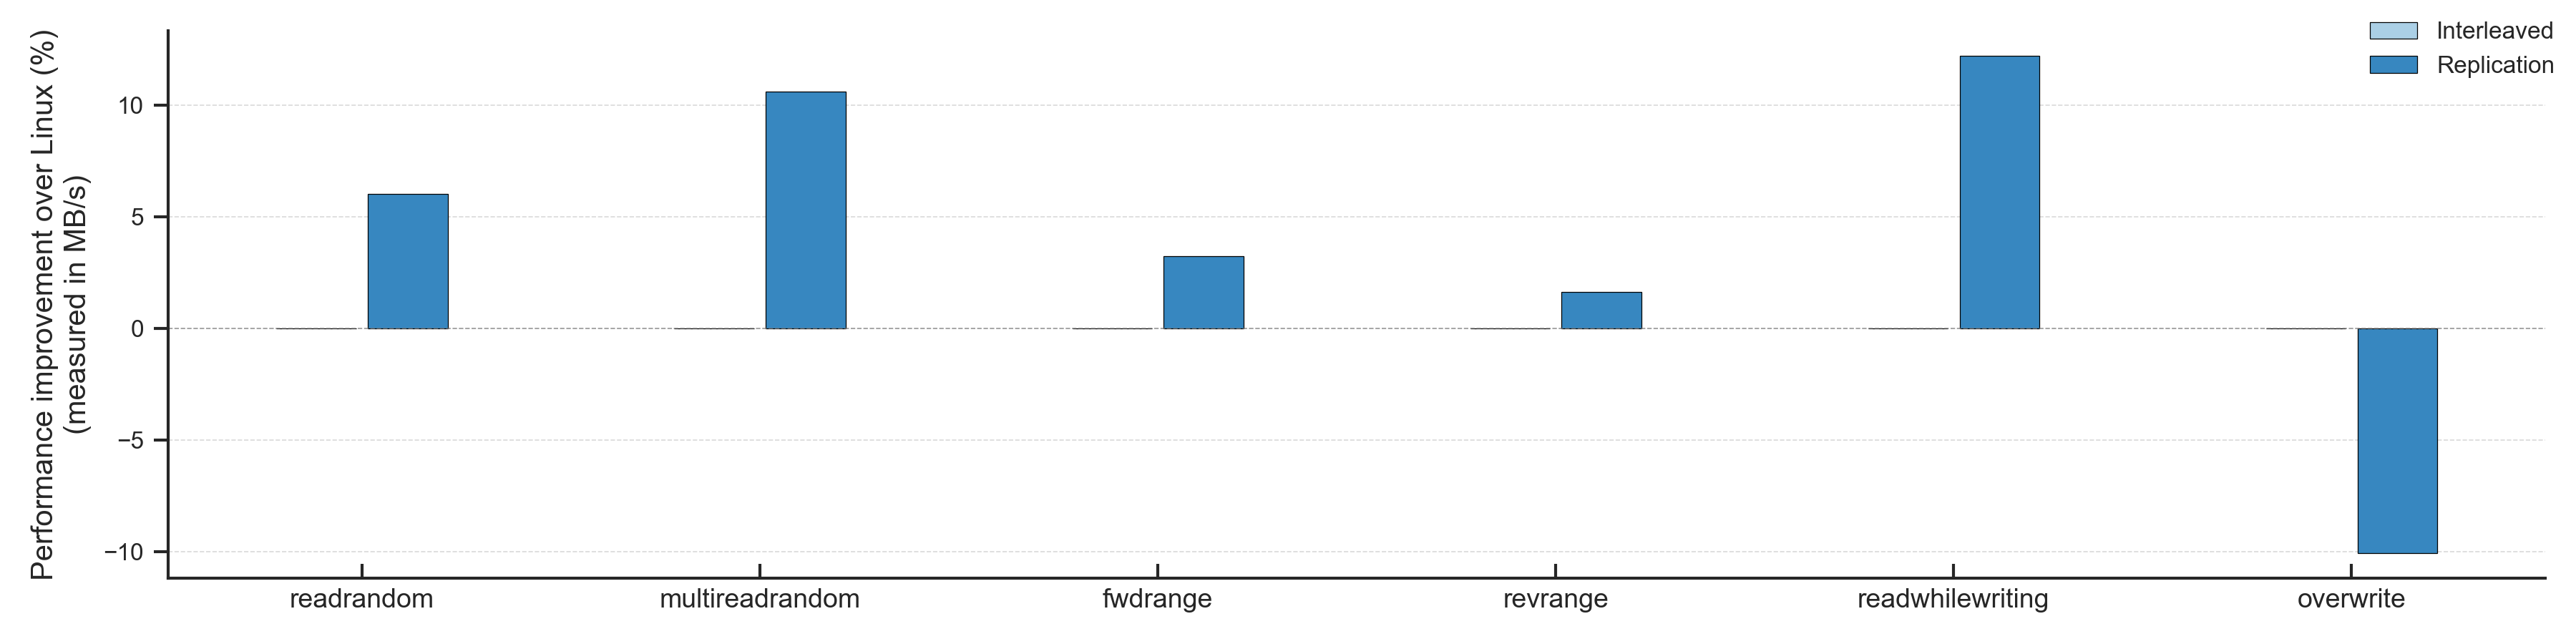 Performance improvement over Linux (%)
(measured in MB/s)
10
5
0
−5
−10
readrandom
multireadrandom
fwdrange
revrange
readwhilewriting
overwrite
Interleaved
Replication